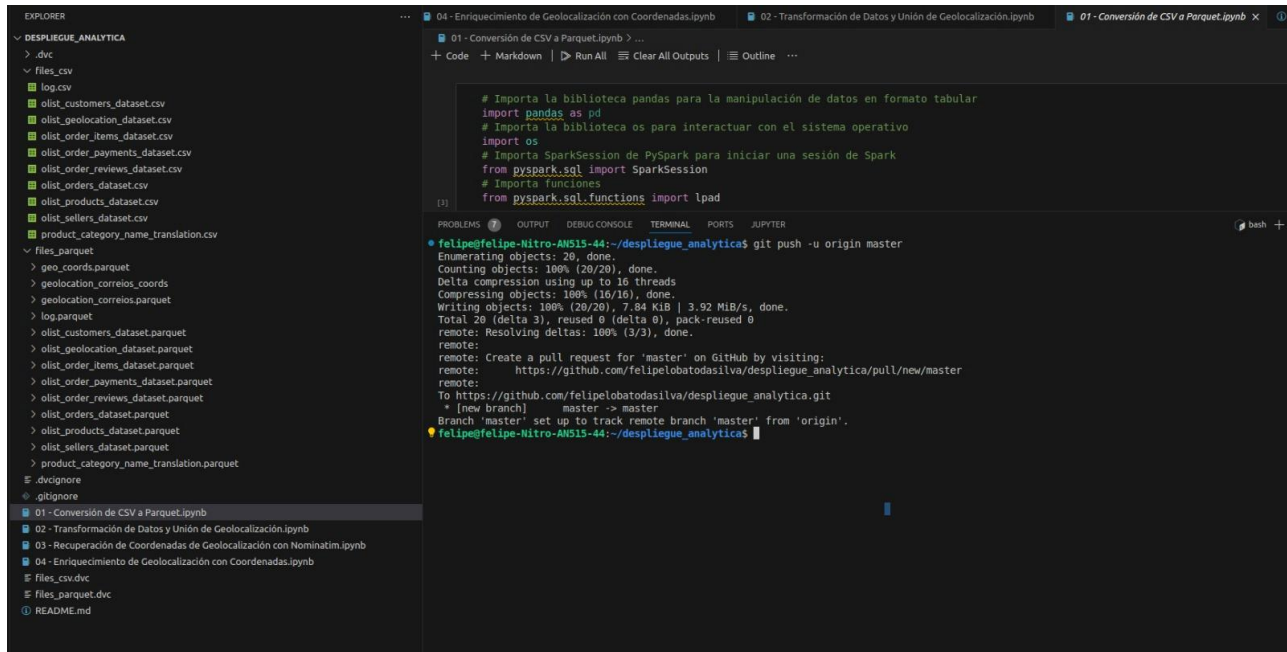 EXPLORER
...
DESPLIEGUE_ANALYTICA
.dvc
files_csv
log.csv
olist_customers_dataset.csv
olist_geolocation_dataset.csv
olist_order_items_dataset.csv
olist_order_payments_dataset.csv
olist_order_reviews_dataset.csv
olist_orders_dataset.csv
olist_products_dataset.csv
olist_sellers_dataset.csv
product_category_name_translation.csv
files_parquet
geo_coords.parquet
geolocation_correios_coords
geolocation_correios.parquet
log.parquet
olist_customers_dataset.parquet
olist_geolocation_dataset.parquet
olist_order_items_dataset.parquet
olist_order_payments_dataset.parquet
olist_order_reviews_dataset.parquet
olist_orders_dataset.parquet
olist_products_dataset.parquet
olist_sellers_dataset.parquet
product_category_name_translation.parquet
.dvcignore
.gitignore
01 - Conversión de CSV a Parquet.ipynb
02 - Transformación de Datos y Unión de Geolocalización.ipynb
03 - Recuperación de Coordenadas de Geolocalización con Nominatim.ipynb
04 - Enriquecimiento de Geolocalización con Coordenadas.ipynb
files_csv.dvc
files_parquet.dvc
README.md
04 - Enriquecimiento de Geolocalización con Coordenadas.ipynb 02 - Transformación de Datos y Unión de Geolocalización.ipynb 01 - Conversión de CSV a Parquet.ipynb
01 - Conversión de CSV a Parquet.ipynb > ...
+ Code + Markdown | Run All Clear All Outputs | Outline ...
# Importa la biblioteca pandas para la manipulación de datos en formato tabular
import pandas as pd
# Importa la biblioteca os para interactuar con el sistema operativo
import os
# Importa SparkSession de PySpark para iniciar una sesión de Spark
from pyspark.sql import SparkSession
# Importa funciones
from pyspark.sql.functions import lpad
[3]
PROBLEMS 7 OUTPUT DEBUG CONSOLE TERMINAL PORTS JUPYTER bash +
felipe@felipe-Nitro-AN515-44:~/despliegue_analytica$ git push -u origin master
Enumerating objects: 20, done.
Counting objects: 100% (20/20), done.
Delta compression using up to 16 threads
Compressing objects: 100% (16/16), done.
Writing objects: 100% (20/20), 7.84 KiB | 3.92 MiB/s, done.
Total 20 (delta 3), reused 0 (delta 0), pack-reused 0
remote: Resolving deltas: 100% (3/3), done.
remote:
remote: Create a pull request for 'master' on GitHub by visiting:
remote: https://github.com/felipelobatodasilva/despliegue_analytica/pull/new/master
remote:
To https://github.com/felipelobatodasilva/despliegue_analytica.git
* [new branch] master -> master
Branch 'master' set up to track remote branch 'master' from 'origin'.
felipe@felipe-Nitro-AN515-44:~/despliegue_analytica$